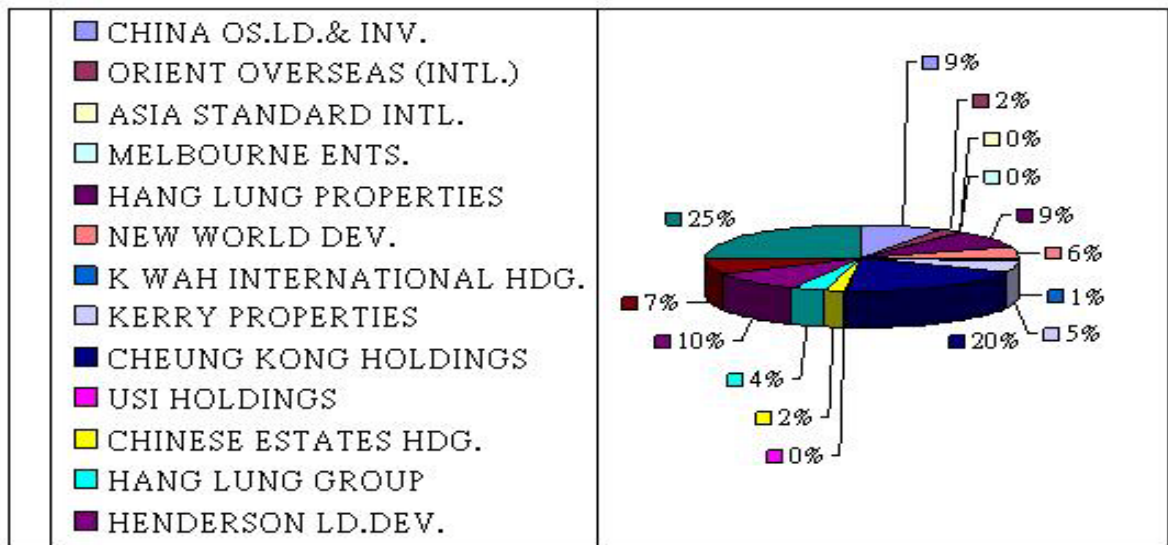 CHINA OS.LD.& INV.
ORIENT OVERSEAS (INTL.)
ASIA STANDARD INTL.
MELBOURNE ENTS.
HANG LUNG PROPERTIES
NEW WORLD DEV.
K WAH INTERNATIONAL HDG.
KERRY PROPERTIES
CHEUNG KONG HOLDINGS
USI HOLDINGS
CHINESE ESTATES HDG.
HANG LUNG GROUP
HENDERSON LD.DEV.
9%
2%
0%
0%
9%
25%
6%
7%
1%
10%
20%
5%
4%
2%
0%